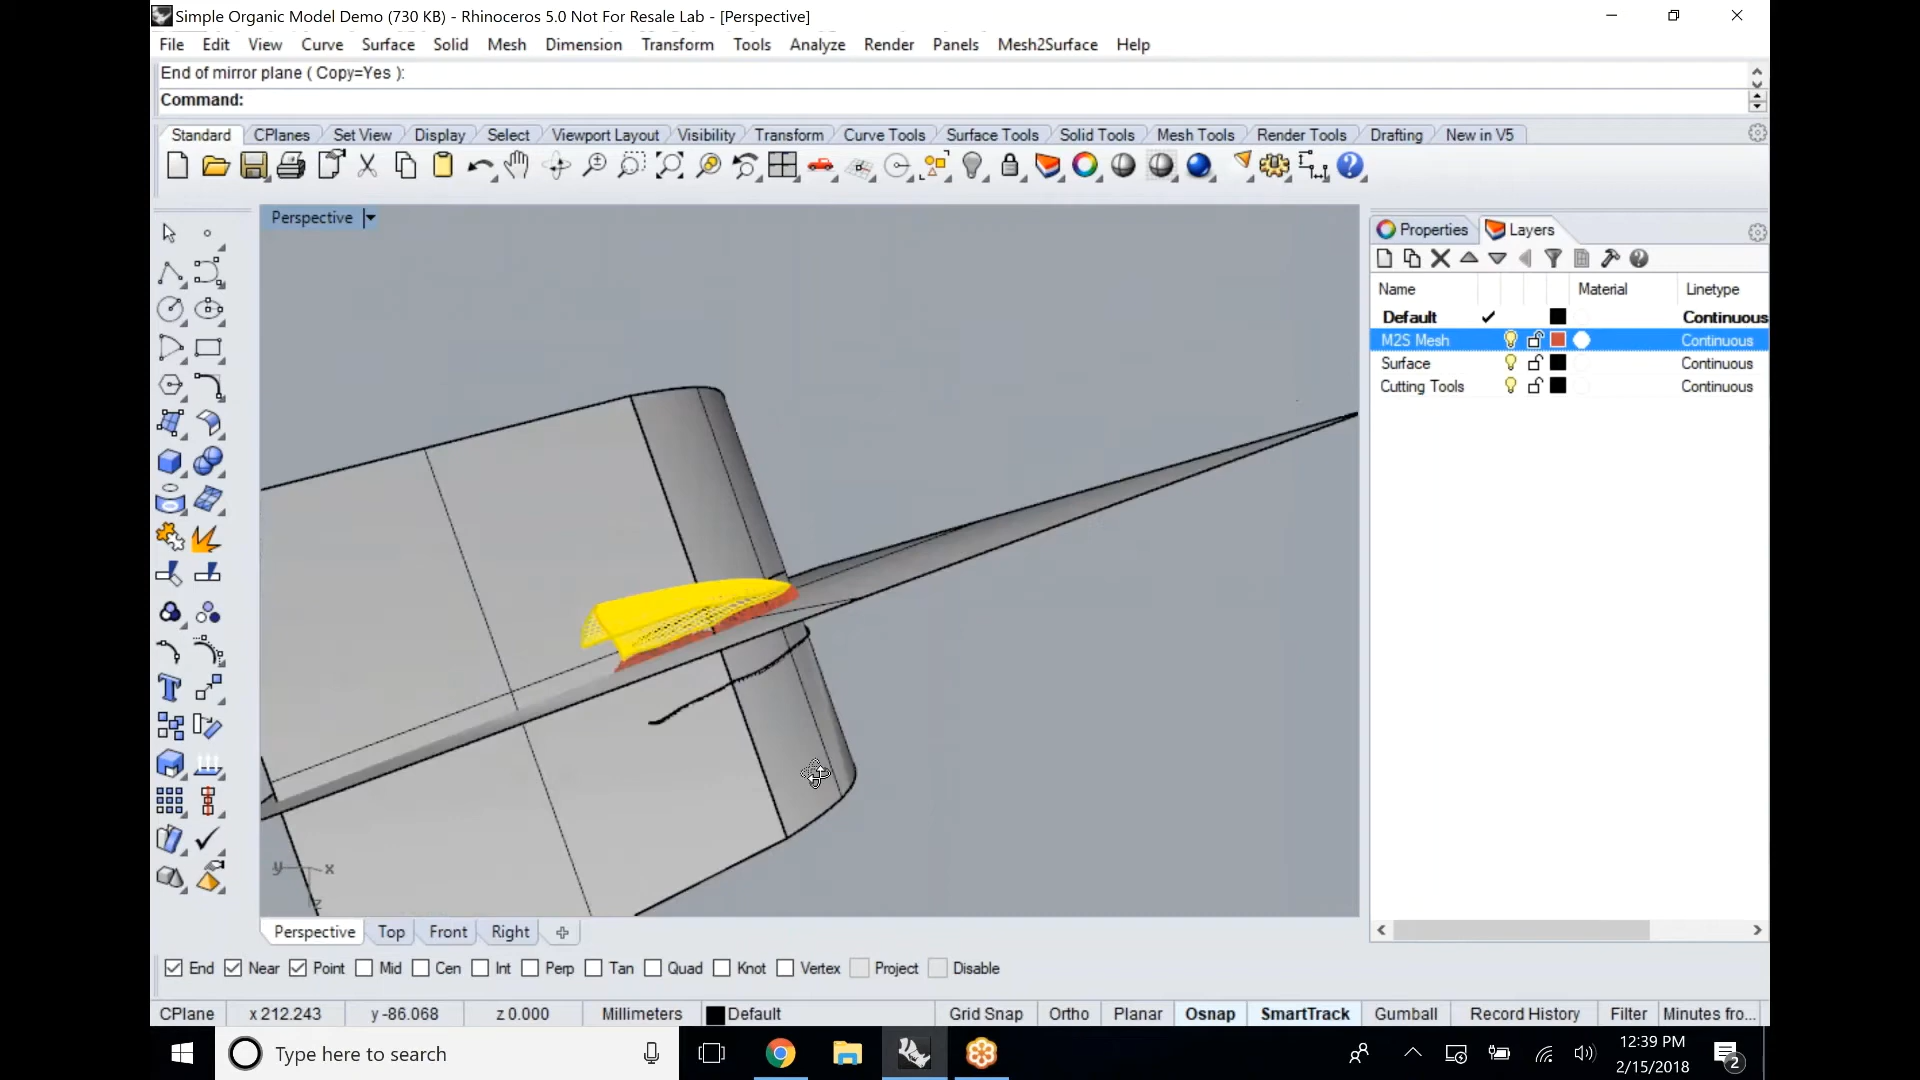 Simple Organic Model Demo (730 KB) - Rhinoceros 5.0 Not For Resale Lab - [Perspective]
File Edit View Curve Surface Solid Mesh Dimension Transform Tools Analyze Render Panels Mesh2Surface Help
End of mirror plane ( Copy=Yes ):
Command:
Standard CPlanes Set View Display Select Viewport Layout Visibility Transform Curve Tools Surface Tools Solid Tools Mesh Tools Render Tools Drafting New in V5
Perspective
Properties Layers
Name Material Linetype
Default Continuous
M2S Mesh Continuous
Surface Continuous
Cutting Tools Continuous
y x
z
Perspective Top Front Right
End Near Point Mid Cen Int Perp Tan Quad Knot Vertex Project Disable
CPlane x 212.243 y -86.068 z 0.000 Millimeters Default Grid Snap Ortho Planar Osnap SmartTrack Gumball Record History Filter Minutes fro...
Type here to search
12:39 PM
2/15/2018
2